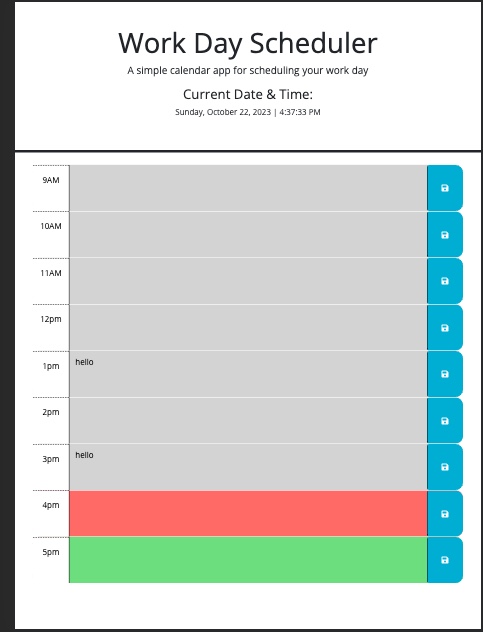 Work Day Scheduler
A simple calendar app for scheduling your work day
Current Date & Time:
Sunday, October 22, 2023 | 4:37:33 PM
9AM
10AM
11AM
12pm
1pm hello
2pm
3pm hello
4pm
5pm